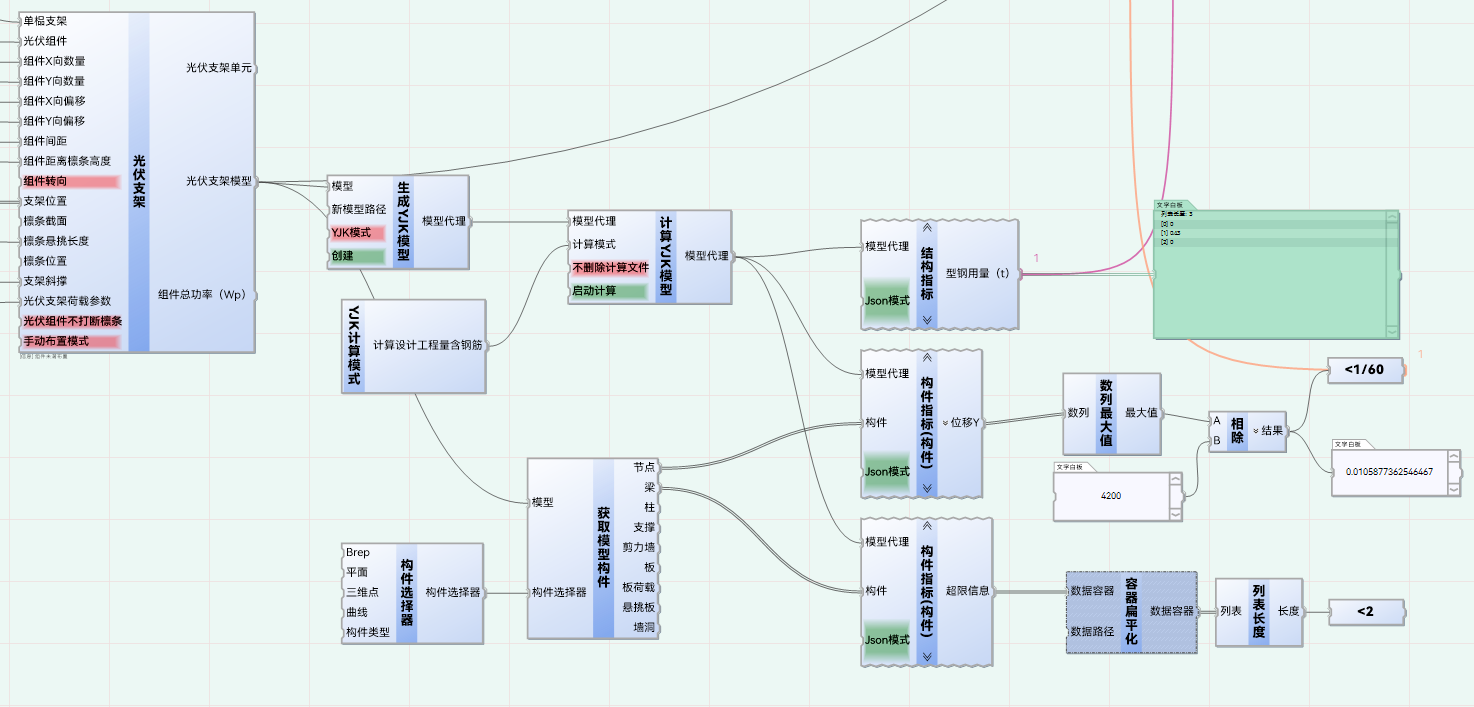 单榀支架
光伏组件
组件X向数量
组件Y向数量
组件X向偏移
组件Y向偏移
组件间距
组件距离檩条高度
组件转向
支架位置
檩条截面
檩条悬挑长度
檩条位置
支架斜撑
光伏支架荷载参数
光伏组件不打断檩条
手动布置模式
光伏支架
光伏支架单元
光伏支架模型
组件总功率（Wp）
模型
新模型路径
YJK模式
创建
生成YJK模型
模型代理
YJK计算模式
计算设计工程量含钢筋
模型代理
计算模式
不删除计算文件
启动计算
计算YJK模型
模型代理
模型代理
Json模式
结构指标
型钢用量（t）
1
文字白板
列表长度: 3
[0] 0
[1] 0.63
[2] 0
<1/60
1
模型代理
构件
Json模式
构件指标(构件)
位移Y
数列
数列最大值
最大值
A
B
相除
结果
文字白板
4200
文字白板
0.0105877362546467
Brep
平面
三维点
曲线
构件类型
构件选择器
构件选择器
模型
构件选择器
获取模型构件
节点
梁
柱
支撑
剪力墙
板
板荷载
悬挑板
墙洞
模型代理
构件
Json模式
构件指标(构件)
超限信息
数据容器
数据路径
容器扁平化
数据容器
列表
列表长度
长度
<2